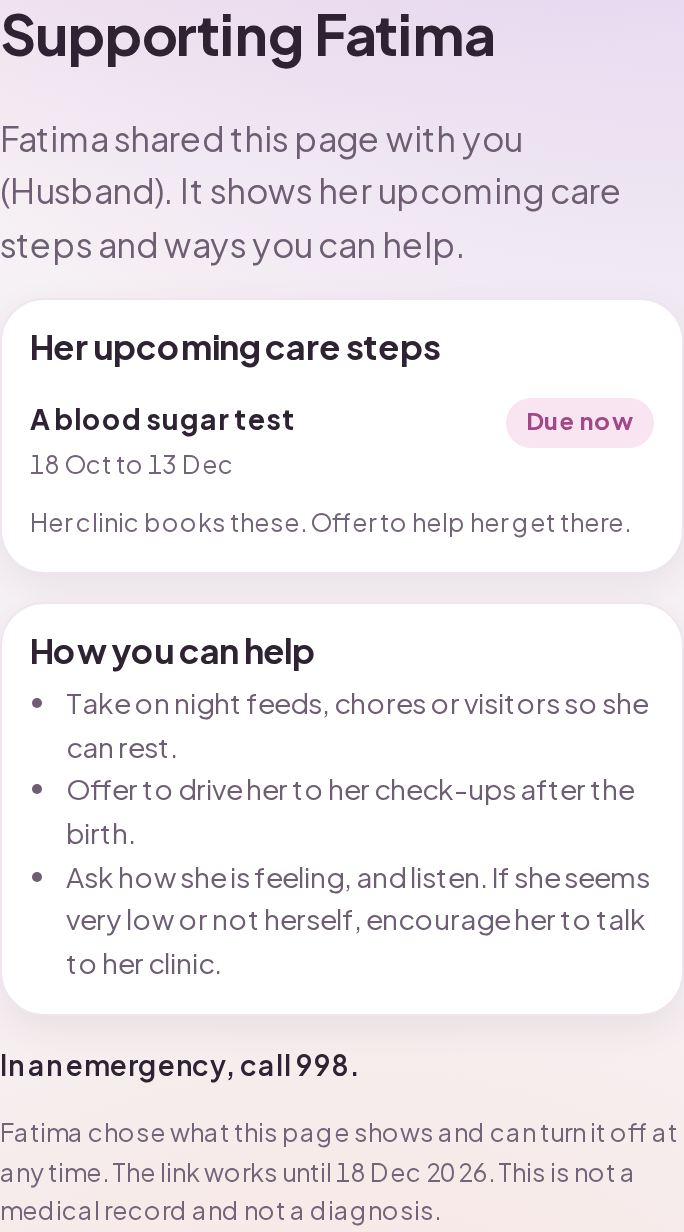 Supporting Fatima
Fatima shared this page with you
(Husband). It shows her upcoming care
steps and ways you can help.
Her upcoming care steps
A blood sugar test
Due now
18 Oct to 13 Dec
Her clinic books these. Offer to help her get there.
How you can help
• Take on night feeds, chores or visitors so she
can rest.
• Offer to drive her to her check-ups after the
birth.
• Ask how she is feeling, and listen. If she seems
very low or not herself, encourage her to talk
to her clinic.
In an emergency, call 998.
Fatima chose what this page shows and can turn it off at
any time. The link works until 18 Dec 2026. This is not a
medical record and not a diagnosis.